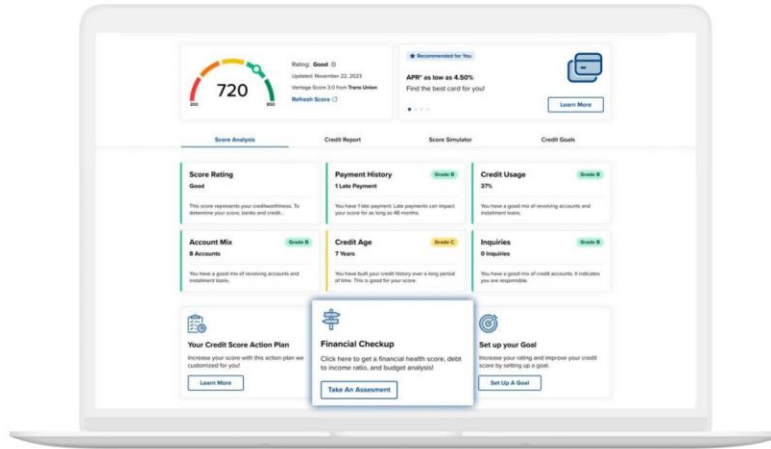 720
Rating: Good
Updated: November 22, 2023
Vantage Score 3.0 from Trans Union
Refresh Score
Recommended for You
APR* as low as 4.50%
Find the best card for you!
Learn More
Score Analysis
Credit Report
Score Simulator
Credit Goals
Score Rating
Good
This score represents your creditworthiness. To
determine your score, banks and credit..
Payment History
Grade B
1 Late Payment
You have 1 late payment. Late payments can impact
your score for as long as 48 months.
Credit Usage
Grade B
37%
You have a good mix of revolving accounts and
instalment loans.
Account Mix
Grade B
8 Accounts
You have a good mix of revolving accounts and
instalment loans.
Credit Age
Grade C
7 Years
You have built your credit history over a long period
of time. This is good for your score.
Inquiries
Grade B
0 Inquiries
You have a good mix of credit accounts. It indicates
you are responsible.
Your Credit Score Action Plan
Increase your score with this action plan we
customized for you!
Learn More
Financial Checkup
Click here to get a financial health score, debt
to income ratio, and budget analysis!
Take An Assesment
Set up your Goal
Increase your rating and improve your credit
score by setting up a goal.
Set Up A Goal